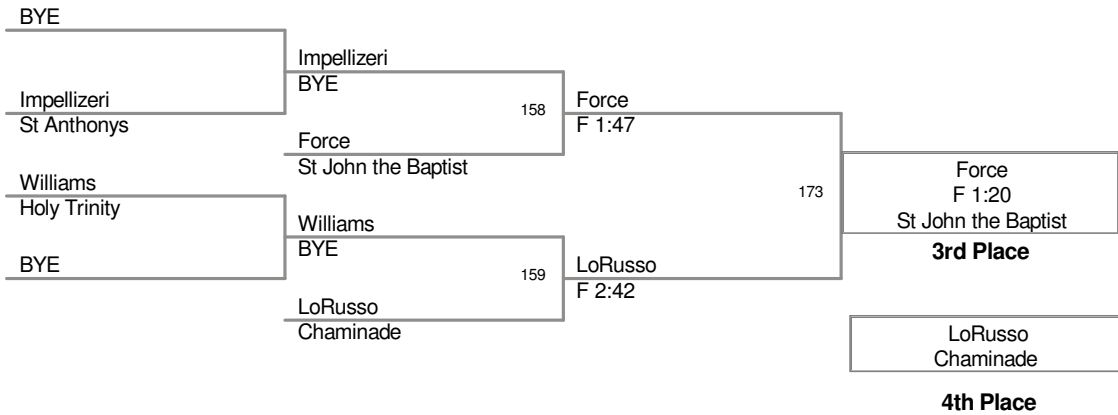 BYE
Impellizeri
St Anthonys
Williams
Holy Trinity
BYE
Impellizeri
BYE
158
Force
St John the Baptist
Williams
BYE
159
LoRusso
Chaminade
Force
F 1:47
173
LoRusso
F 2:42
Force
F 1:20
St John the Baptist
3rd Place
LoRusso
Chaminade
4th Place